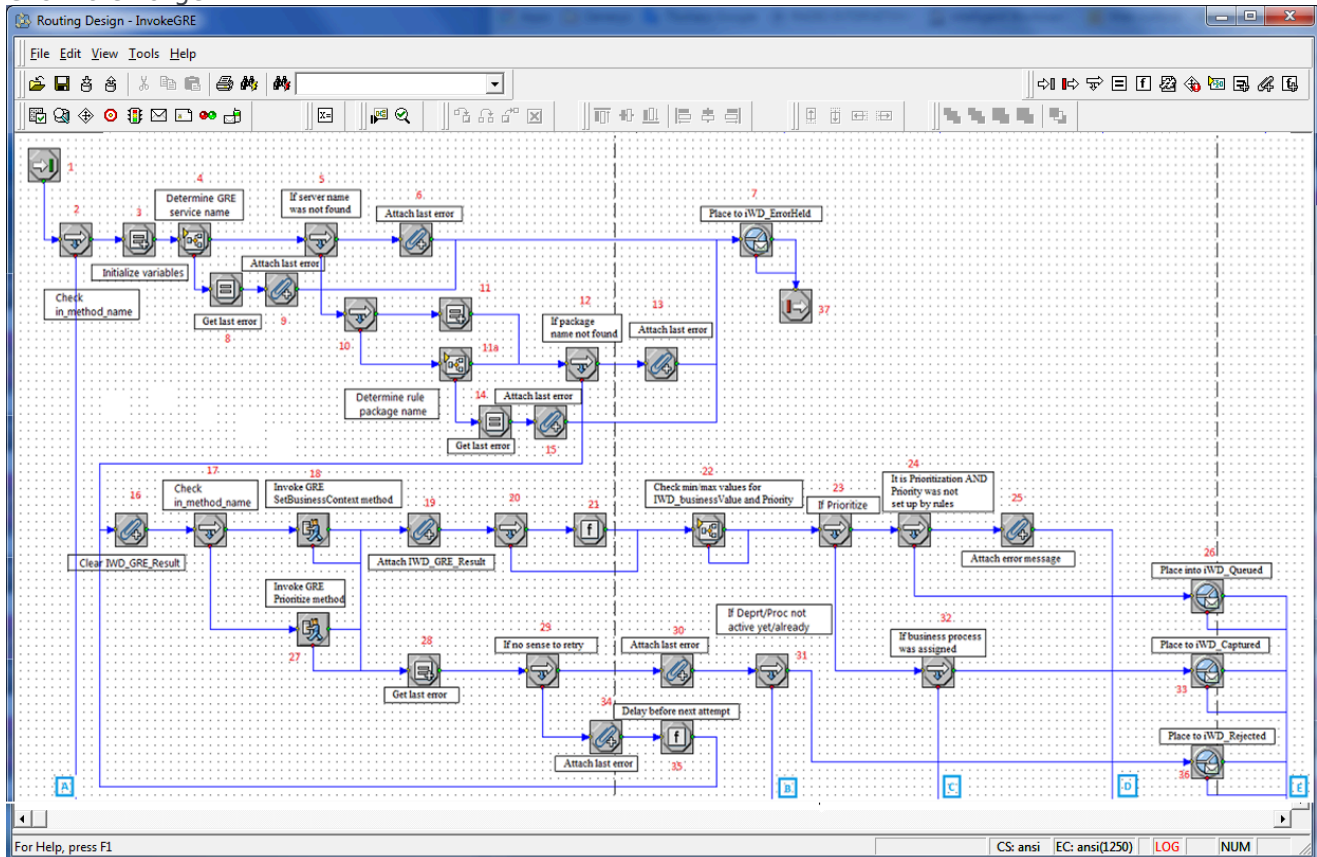 Routing Design - InvokeGRE
File Edit View Tools Help
1
2
3
4
Determine GRE
service name
5
If server name
was not found
6
Attach last error
7
Place to iWD_ErrorHeld
Initialize variables
Attach last error
Check
in_method_name
Get last error
8
9
10
11
11a
12
If package
name not found
13
Attach last error
37
Determine rule
package name
14
Attach last error
Get last error
15
16
Clear IWD_GRE_Result
17
Check
in_method_name
18
Invoke GRE
SetBusinessContext method
19
Attach IWD_GRE_Result
20
21
22
Check min/max values for
IWD_businessValue and Priority
23
If Prioritize
24
It is Prioritization AND
Priority was not
set up by rules
25
Attach error message
26
Place into iWD_Queued
Invoke GRE
Prioritize method
27
28
Get last error
29
If no sense to retry
30
Attach last error
If Deprt/Proc not
active yet/already
31
32
If business process
was assigned
Place to iWD_Captured
33
34
Attach last error
Delay before next attempt
35
Place to iWD_Rejected
36
A
B
C
D
E
For Help, press F1
CS: ansi
EC: ansi(1250)
LOG
NUM